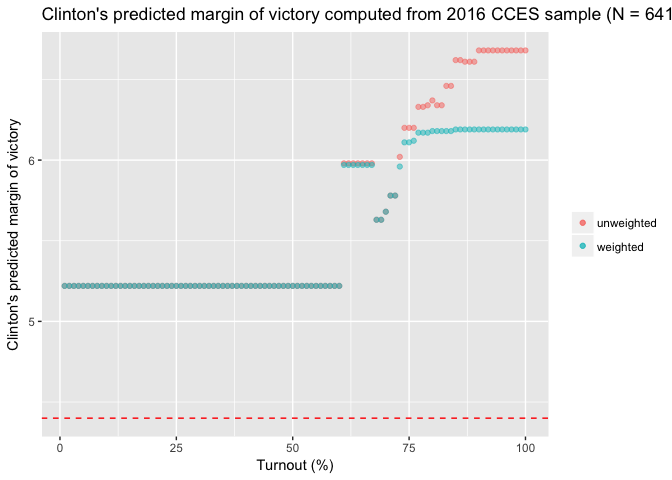 Clinton's predicted margin of victory computed from 2016 CCES sample (N = 641
Clinton's predicted margin of victory
6
5
0
25
50
75
100
Turnout (%)
unweighted
weighted